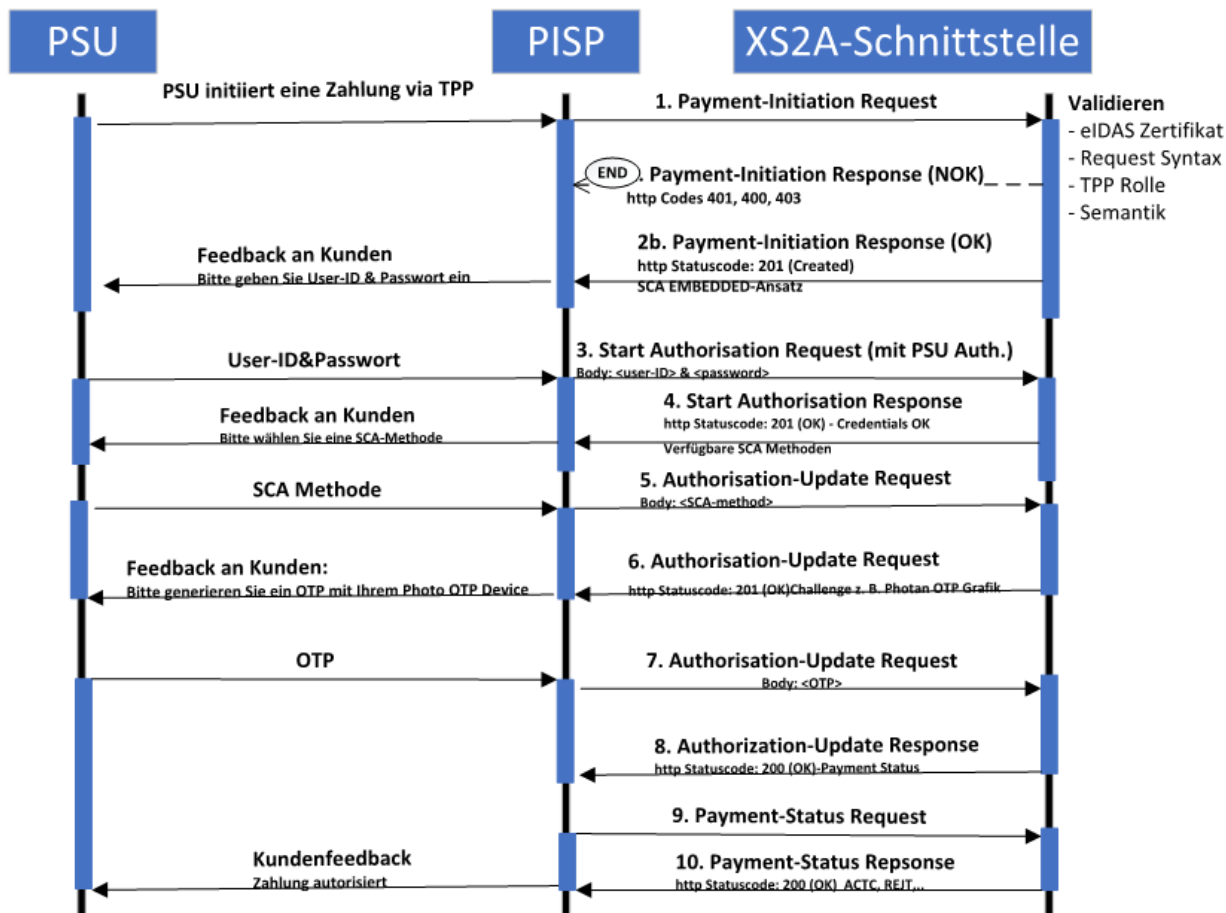 PSU
PISP
XS2A-Schnittstelle
PSU initiiert eine Zahlung via TPP
1. Payment-Initiation Request
Validieren
- eIDAS Zertifikat
- Request Syntax
- TPP Rolle
- Semantik
END
. Payment-Initiation Response (NOK)
http Codes 401, 400, 403
2b. Payment-Initiation Response (OK)
http Statuscode: 201 (Created)
SCA EMBEDDED-Ansatz
Feedback an Kunden
Bitte geben Sie User-ID & Passwort ein
User-ID&Passwort
3. Start Authorisation Request (mit PSU Auth.)
Body: <user-ID> & <password>
Feedback an Kunden
Bitte wählen Sie eine SCA-Methode
4. Start Authorisation Response
http Statuscode: 201 (OK) - Credentials OK
Verfügbare SCA Methoden
SCA Methode
5. Authorisation-Update Request
Body: <SCA-method>
Feedback an Kunden:
Bitte generieren Sie ein OTP mit Ihrem Photo OTP Device
6. Authorisation-Update Request
http Statuscode: 201 (OK)Challenge z. B. Photan OTP Grafik
OTP
7. Authorisation-Update Request
Body: <OTP>
8. Authorization-Update Response
http Statuscode: 200 (OK)-Payment Status
9. Payment-Status Request
Kundenfeedback
Zahlung autorisiert
10. Payment-Status Repsonse
http Statuscode: 200 (OK) ACTC, REJT,...